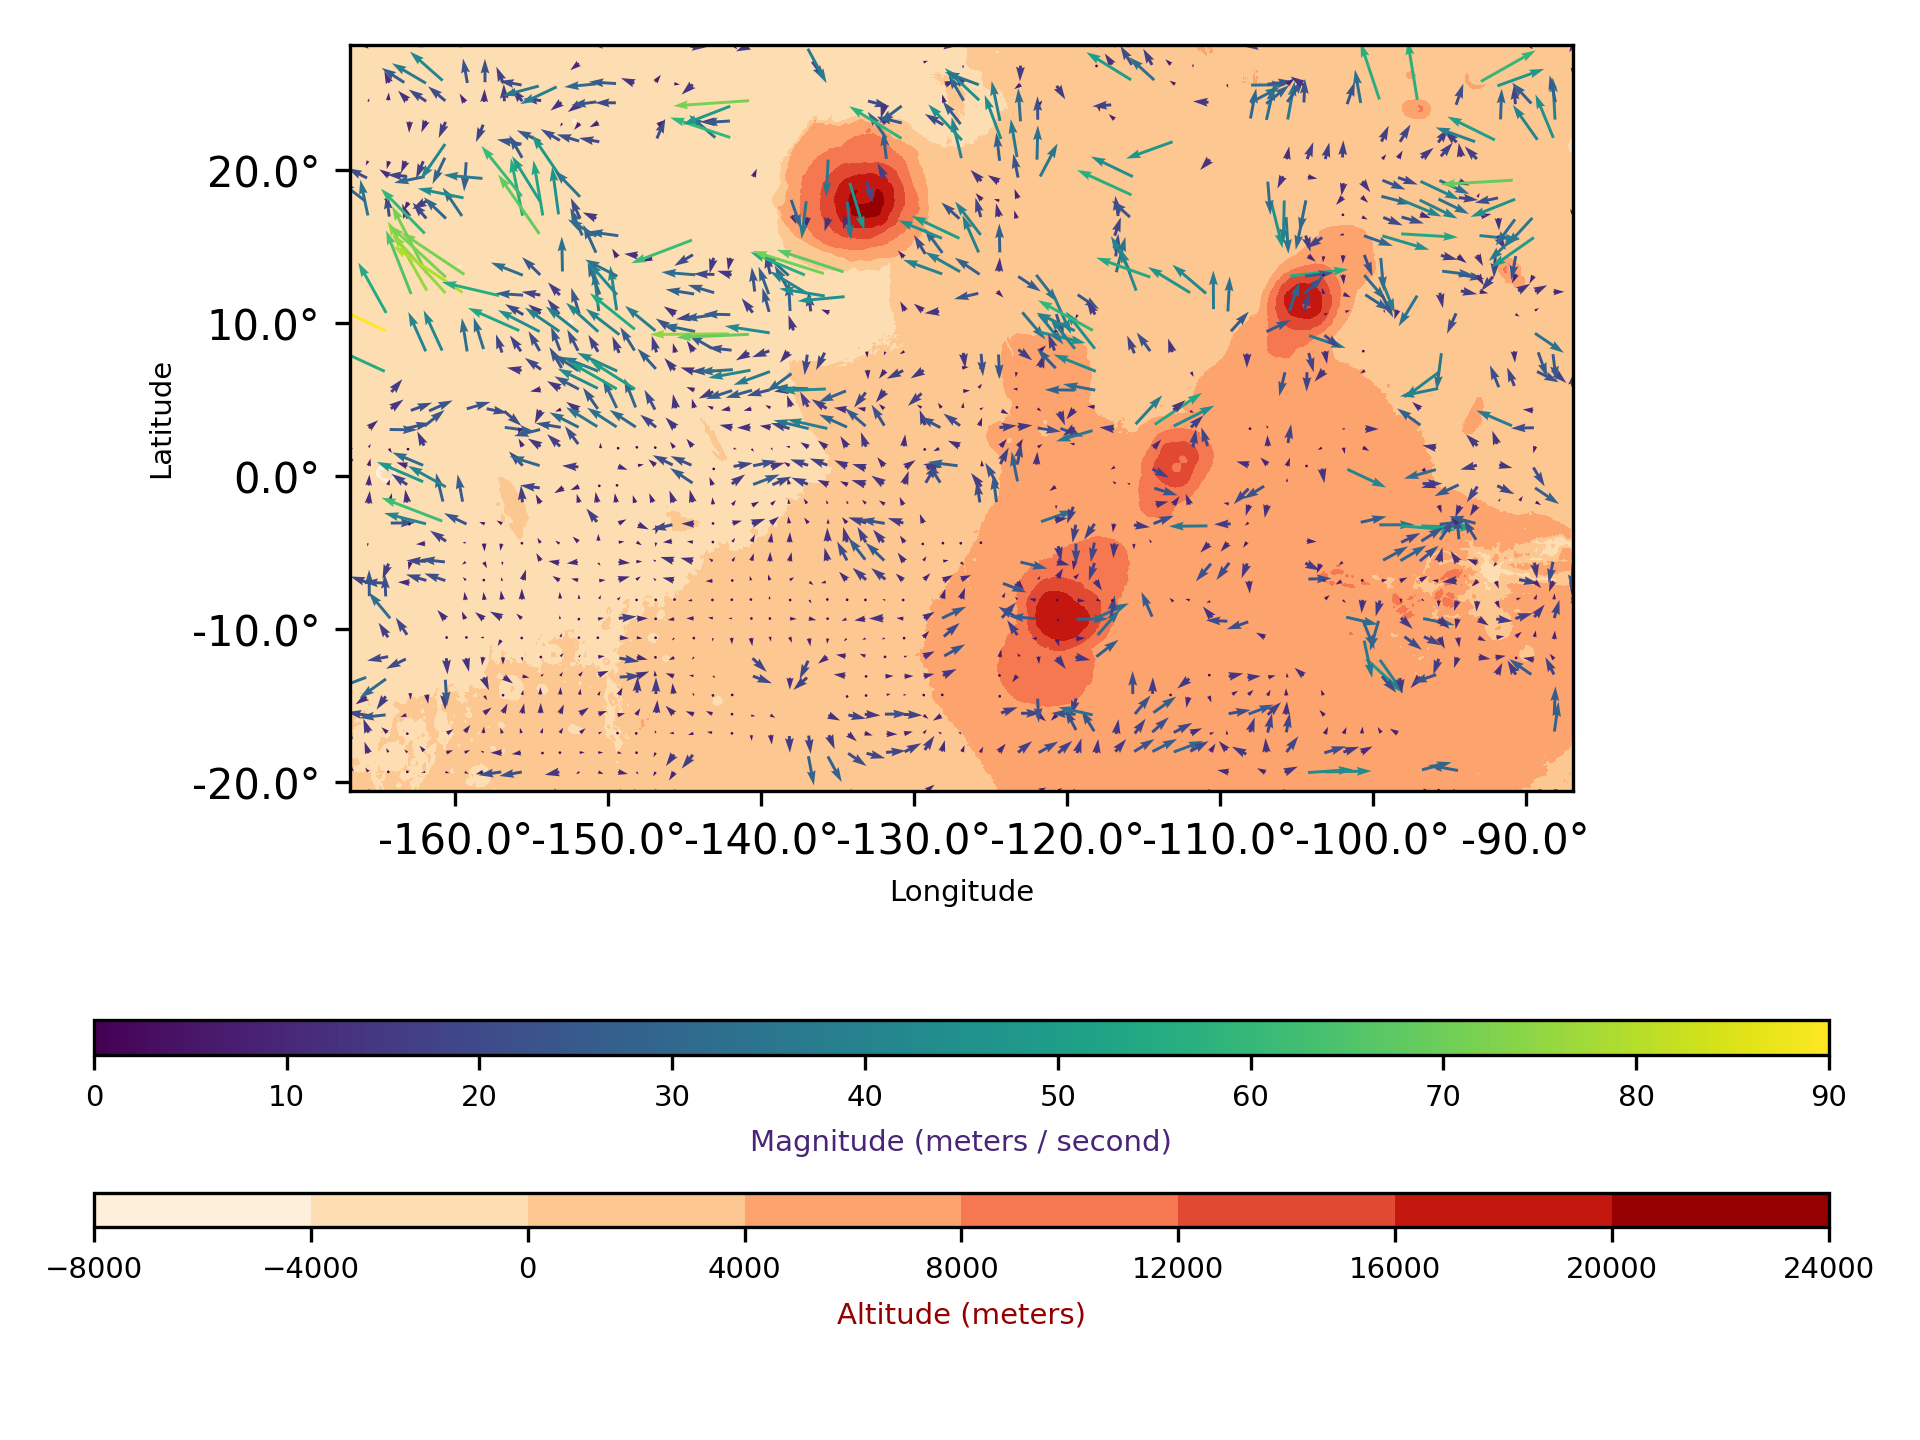 20.0°
10.0°
0.0°
-10.0°
-20.0°
Latitude
-160.0° -150.0° -140.0° -130.0° -120.0° -110.0° -100.0° -90.0°
Longitude
0 10 20 30 40 50 60 70 80 90
Magnitude (meters / second)
−8000 −4000 0 4000 8000 12000 16000 20000 24000
Altitude (meters)